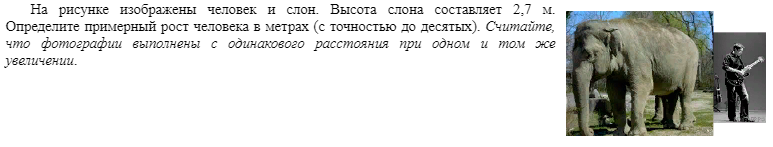 На рисунке изображены человек и слон. Высота слона составляет 2,7 м.
Определите примерный рост человека в метрах (с точностью до десятых). Считайте,
что фотографии выполнены с одинакового расстояния при одном и том же
увеличении.